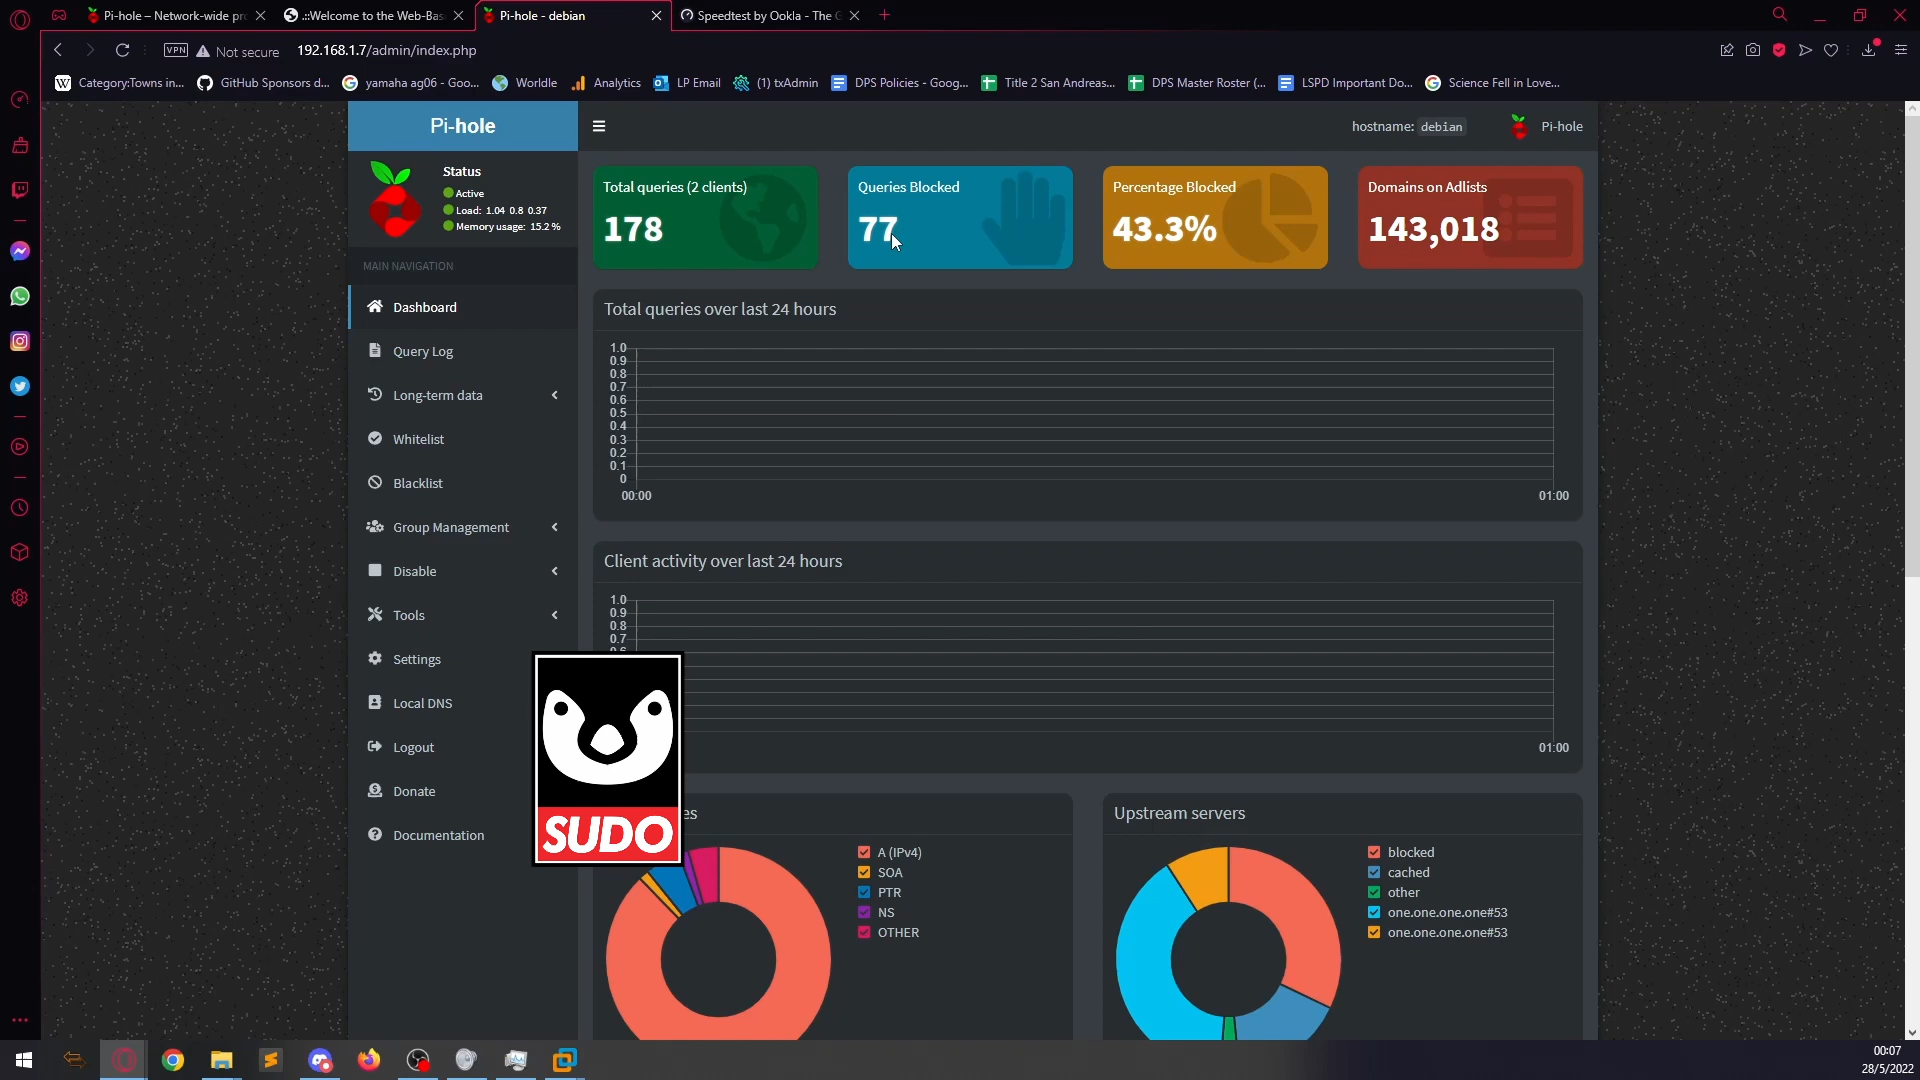 Pi-hole – Network-wide pr
.::Welcome to the Web-Bas
Pi-hole - debian
Speedtest by Ookla - The G
VPN
Not secure
192.168.1.7/admin/index.php
Category:Towns in...
GitHub Sponsors d...
yamaha ag06 - Goo...
Worldle
Analytics
LP Email
(1) txAdmin
DPS Policies - Goog...
Title 2 San Andreas...
DPS Master Roster (...
LSPD Important Do...
Science Fell in Love...
Pi-hole
hostname: debian
Pi-hole
Status
Active
Load: 1.04 0.8 0.37
Memory usage: 15.2 %
Total queries (2 clients)
178
Queries Blocked
77
Percentage Blocked
43.3%
Domains on Adlists
143,018
MAIN NAVIGATION
Dashboard
Query Log
Long-term data
Whitelist
Blacklist
Group Management
Disable
Tools
Settings
Local DNS
Logout
Donate
Documentation
Total queries over last 24 hours
1.0
0.9
0.8
0.7
0.6
0.5
0.4
0.3
0.2
0.1
0
00:00
01:00
Client activity over last 24 hours
1.0
0.9
0.8
0.7
01:00
SUDO
es
A (IPv4)
SOA
PTR
NS
OTHER
Upstream servers
blocked
cached
other
one.one.one.one#53
one.one.one.one#53
00:07
28/5/2022